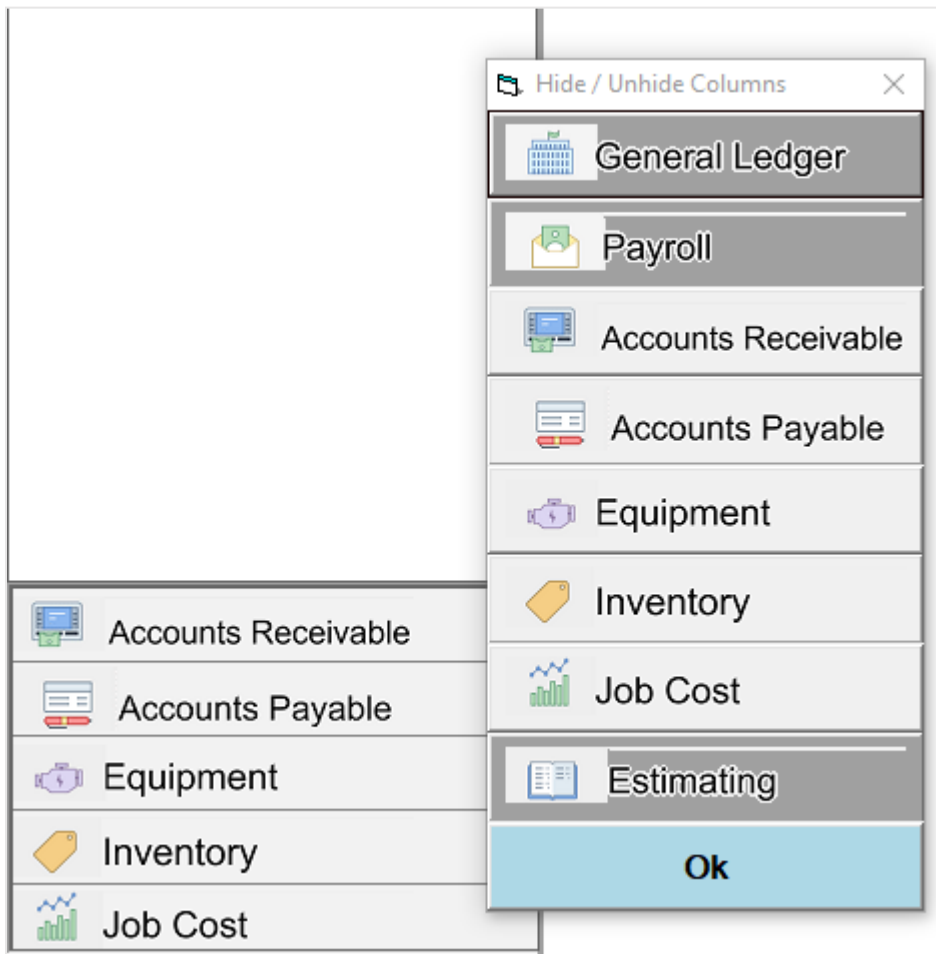 Hide / Unhide Columns
General Ledger
Payroll
Accounts Receivable
Accounts Payable
Equipment
Inventory
Job Cost
Estimating
Ok
Accounts Receivable
Accounts Payable
Equipment
Inventory
Job Cost